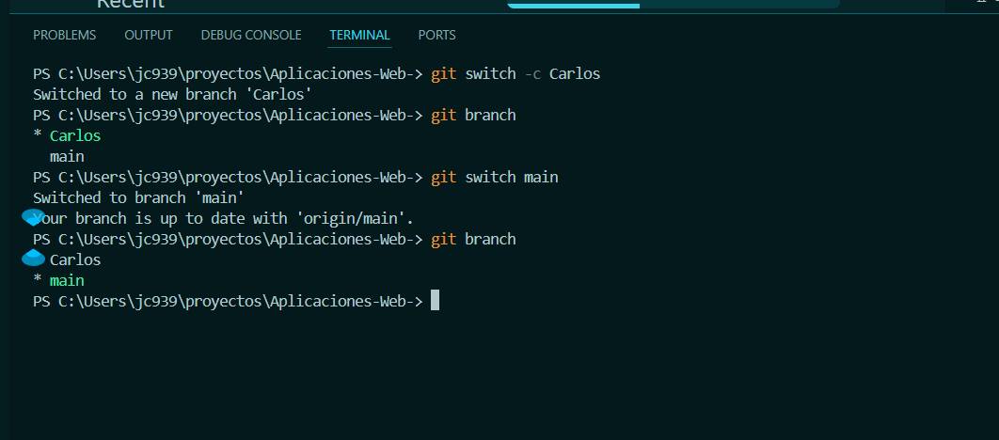 Recent
PROBLEMS OUTPUT DEBUG CONSOLE TERMINAL PORTS
PS C:\Users\jc939\proyectos\Aplicaciones-Web-> git switch -c Carlos
Switched to a new branch 'Carlos'
PS C:\Users\jc939\proyectos\Aplicaciones-Web-> git branch
* Carlos
  main
PS C:\Users\jc939\proyectos\Aplicaciones-Web-> git switch main
Switched to branch 'main'
Your branch is up to date with 'origin/main'.
PS C:\Users\jc939\proyectos\Aplicaciones-Web-> git branch
  Carlos
* main
PS C:\Users\jc939\proyectos\Aplicaciones-Web->